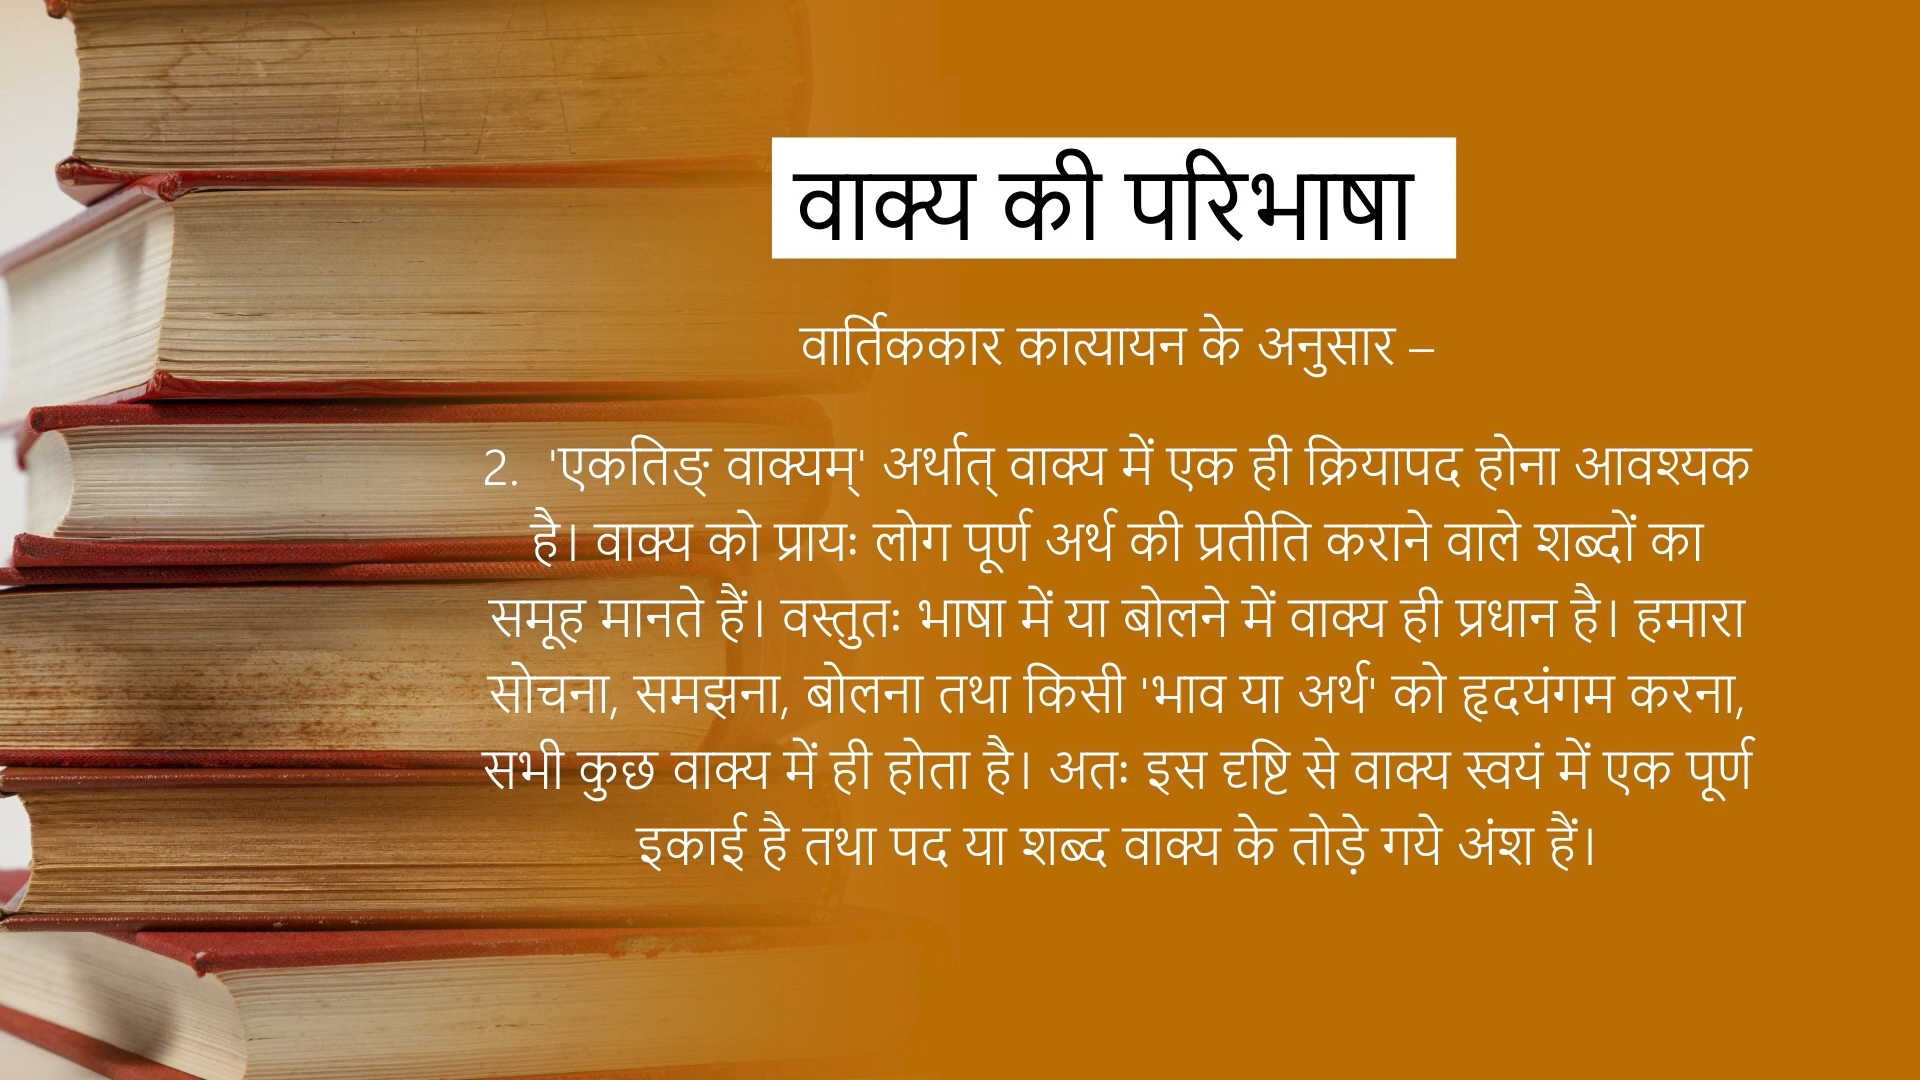 वाक्य की परिभाषा
वार्तिककार कात्यायन के अनुसार –
2. 'एकतिङ् वाक्यम्' अर्थात् वाक्य में एक ही क्रियापद होना आवश्यक
है। वाक्य को प्रायः लोग पूर्ण अर्थ की प्रतीति कराने वाले शब्दों का
समूह मानते हैं। वस्तुतः भाषा में या बोलने में वाक्य ही प्रधान है। हमारा
सोचना, समझना, बोलना तथा किसी 'भाव या अर्थ' को हृदयंगम करना,
सभी कुछ वाक्य में ही होता है। अतः इस दृष्टि से वाक्य स्वयं में एक पूर्ण
इकाई है तथा पद या शब्द वाक्य के तोड़े गये अंश हैं।